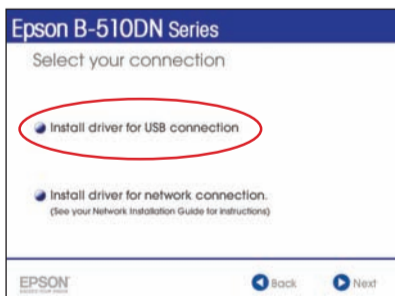 Epson B-510DN Series
Select your connection
Install driver for USB connection
Install driver for network connection.
(See your Network Installation Guide for instructions)
EPSON
Back
Next